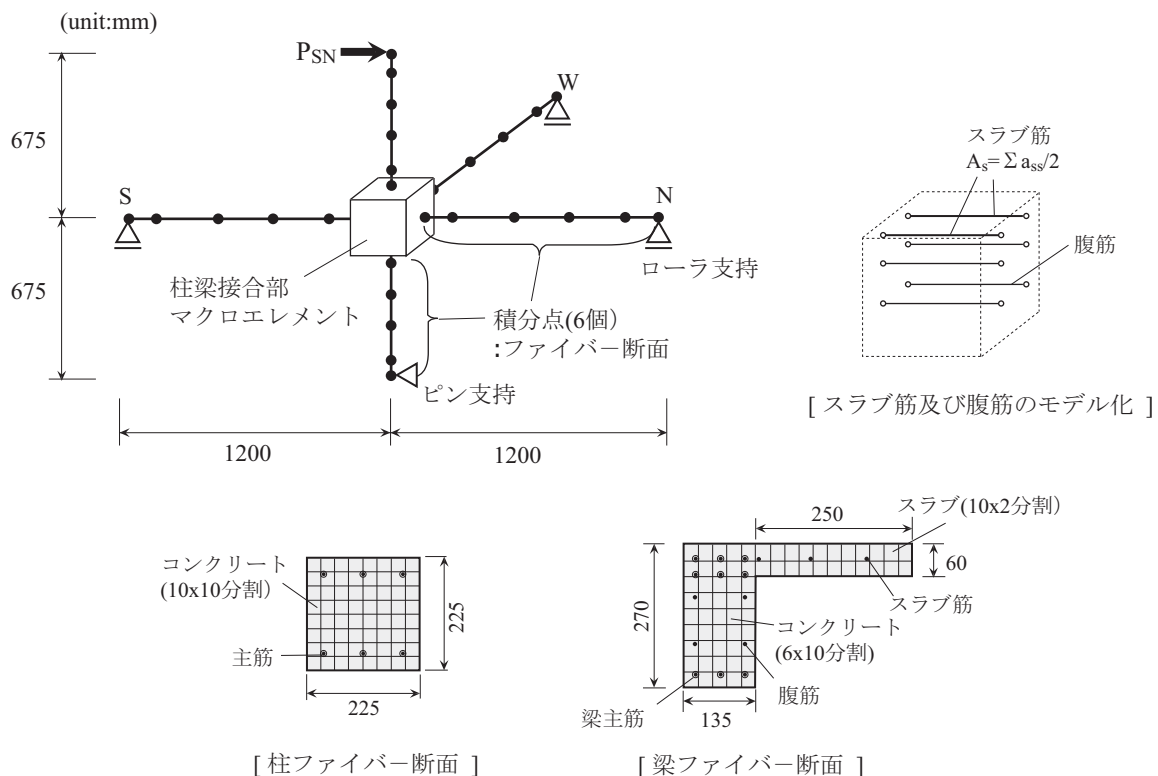 (unit:mm)
P_SN
W
675
S
N
675
ローラ支持
柱梁接合部
マクロエレメント
積分点(6個)
:ファイバー断面
ピン支持
1200
1200
スラブ筋
A_s=Σa_ss/2
腹筋
[ スラブ筋及び腹筋のモデル化 ]
コンクリート
(10x10分割)
主筋
225
225
[ 柱ファイバー断面 ]
スラブ(10x2分割)
250
60
スラブ筋
270
コンクリート
(6x10分割)
腹筋
梁主筋
135
[ 梁ファイバー断面 ]